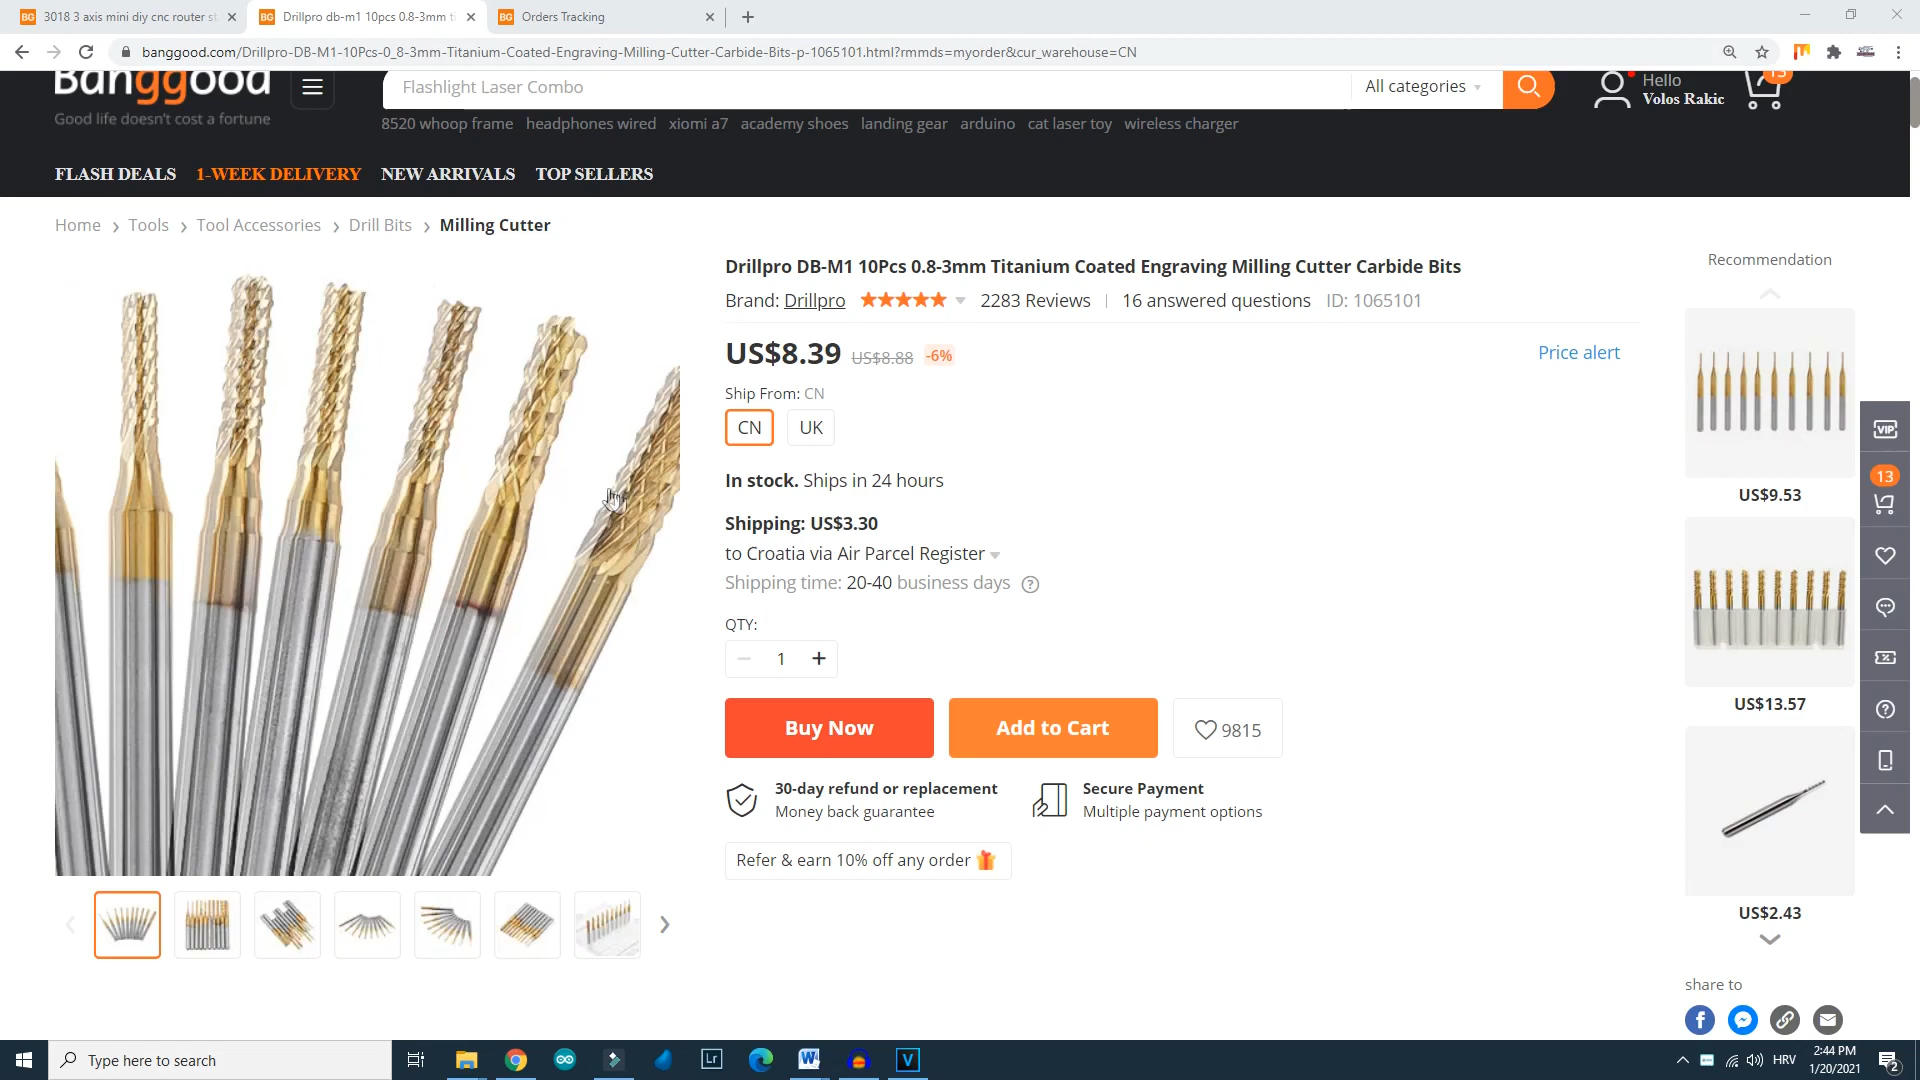 3018 3 axis mini diy cnc router st
Drillpro db-m1 10pcs 0.8-3mm ti
Orders Tracking
banggood.com/Drillpro-DB-M1-10Pcs-0_8-3mm-Titanium-Coated-Engraving-Milling-Cutter-Carbide-Bits-p-1065101.html?rmmds=myorder&cur_warehouse=CN
Banggood
Good life doesn't cost a fortune
Flashlight Laser Combo
All categories
Hello
Volos Rakic
13
8520 whoop frame headphones wired xiomi a7 academy shoes landing gear arduino cat laser toy wireless charger
FLASH DEALS 1-WEEK DELIVERY NEW ARRIVALS TOP SELLERS
Home > Tools > Tool Accessories > Drill Bits > Milling Cutter
Drillpro DB-M1 10Pcs 0.8-3mm Titanium Coated Engraving Milling Cutter Carbide Bits
Brand: Drillpro 2283 Reviews | 16 answered questions ID: 1065101
US$8.39 US$8.88 -6%
Price alert
Ship From: CN
CN UK
In stock. Ships in 24 hours
Shipping: US$3.30
to Croatia via Air Parcel Register
Shipping time: 20-40 business days
QTY:
1
Buy Now
Add to Cart
9815
30-day refund or replacement
Money back guarantee
Secure Payment
Multiple payment options
Refer & earn 10% off any order
Recommendation
US$9.53
US$13.57
US$2.43
share to
VIP
13
Type here to search
Lr
W
V
HRV
2:44 PM
1/20/2021
2